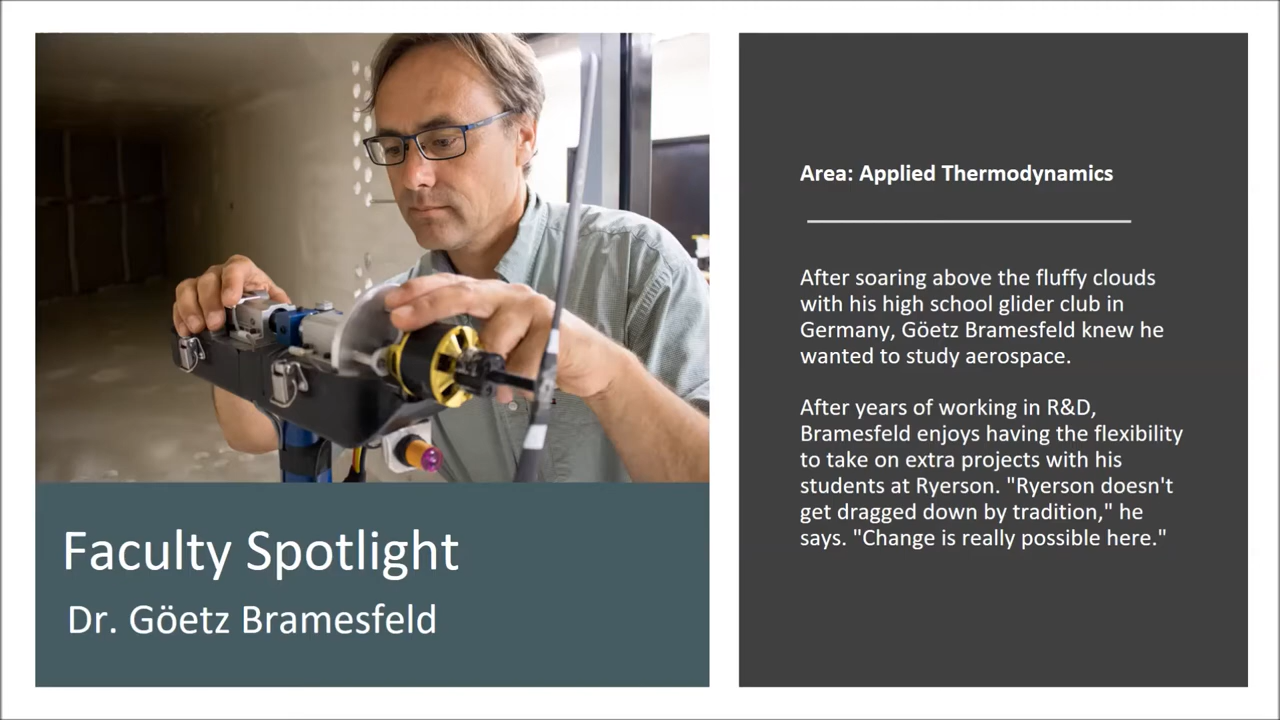 Faculty Spotlight
Dr. Göetz Bramesfeld
Area: Applied Thermodynamics
After soaring above the fluffy clouds
with his high school glider club in
Germany, Göetz Bramesfeld knew he
wanted to study aerospace.
After years of working in R&D,
Bramesfeld enjoys having the flexibility
to take on extra projects with his
students at Ryerson. "Ryerson doesn't
get dragged down by tradition," he
says. "Change is really possible here."